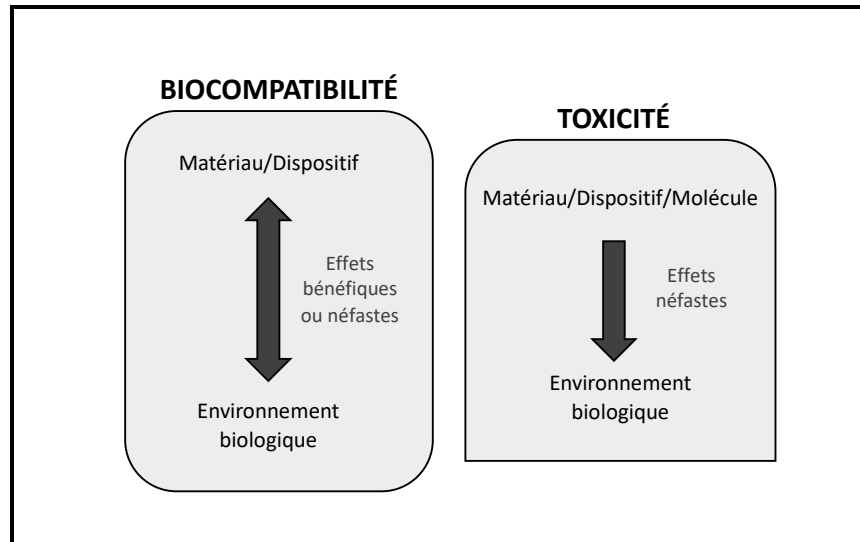 BIOCOMPATIBILITÉ
Matériau/Dispositif
Effets
bénéfiques
ou néfastes
Environnement
biologique
TOXICITÉ
Matériau/Dispositif/Molécule
Effets
néfastes
Environnement
biologique